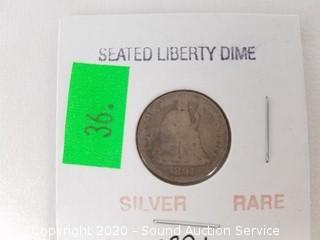 SEATED LIBERTY DIME
36.
SILVER RARE
Copyright 2020 - Sound Auction Service